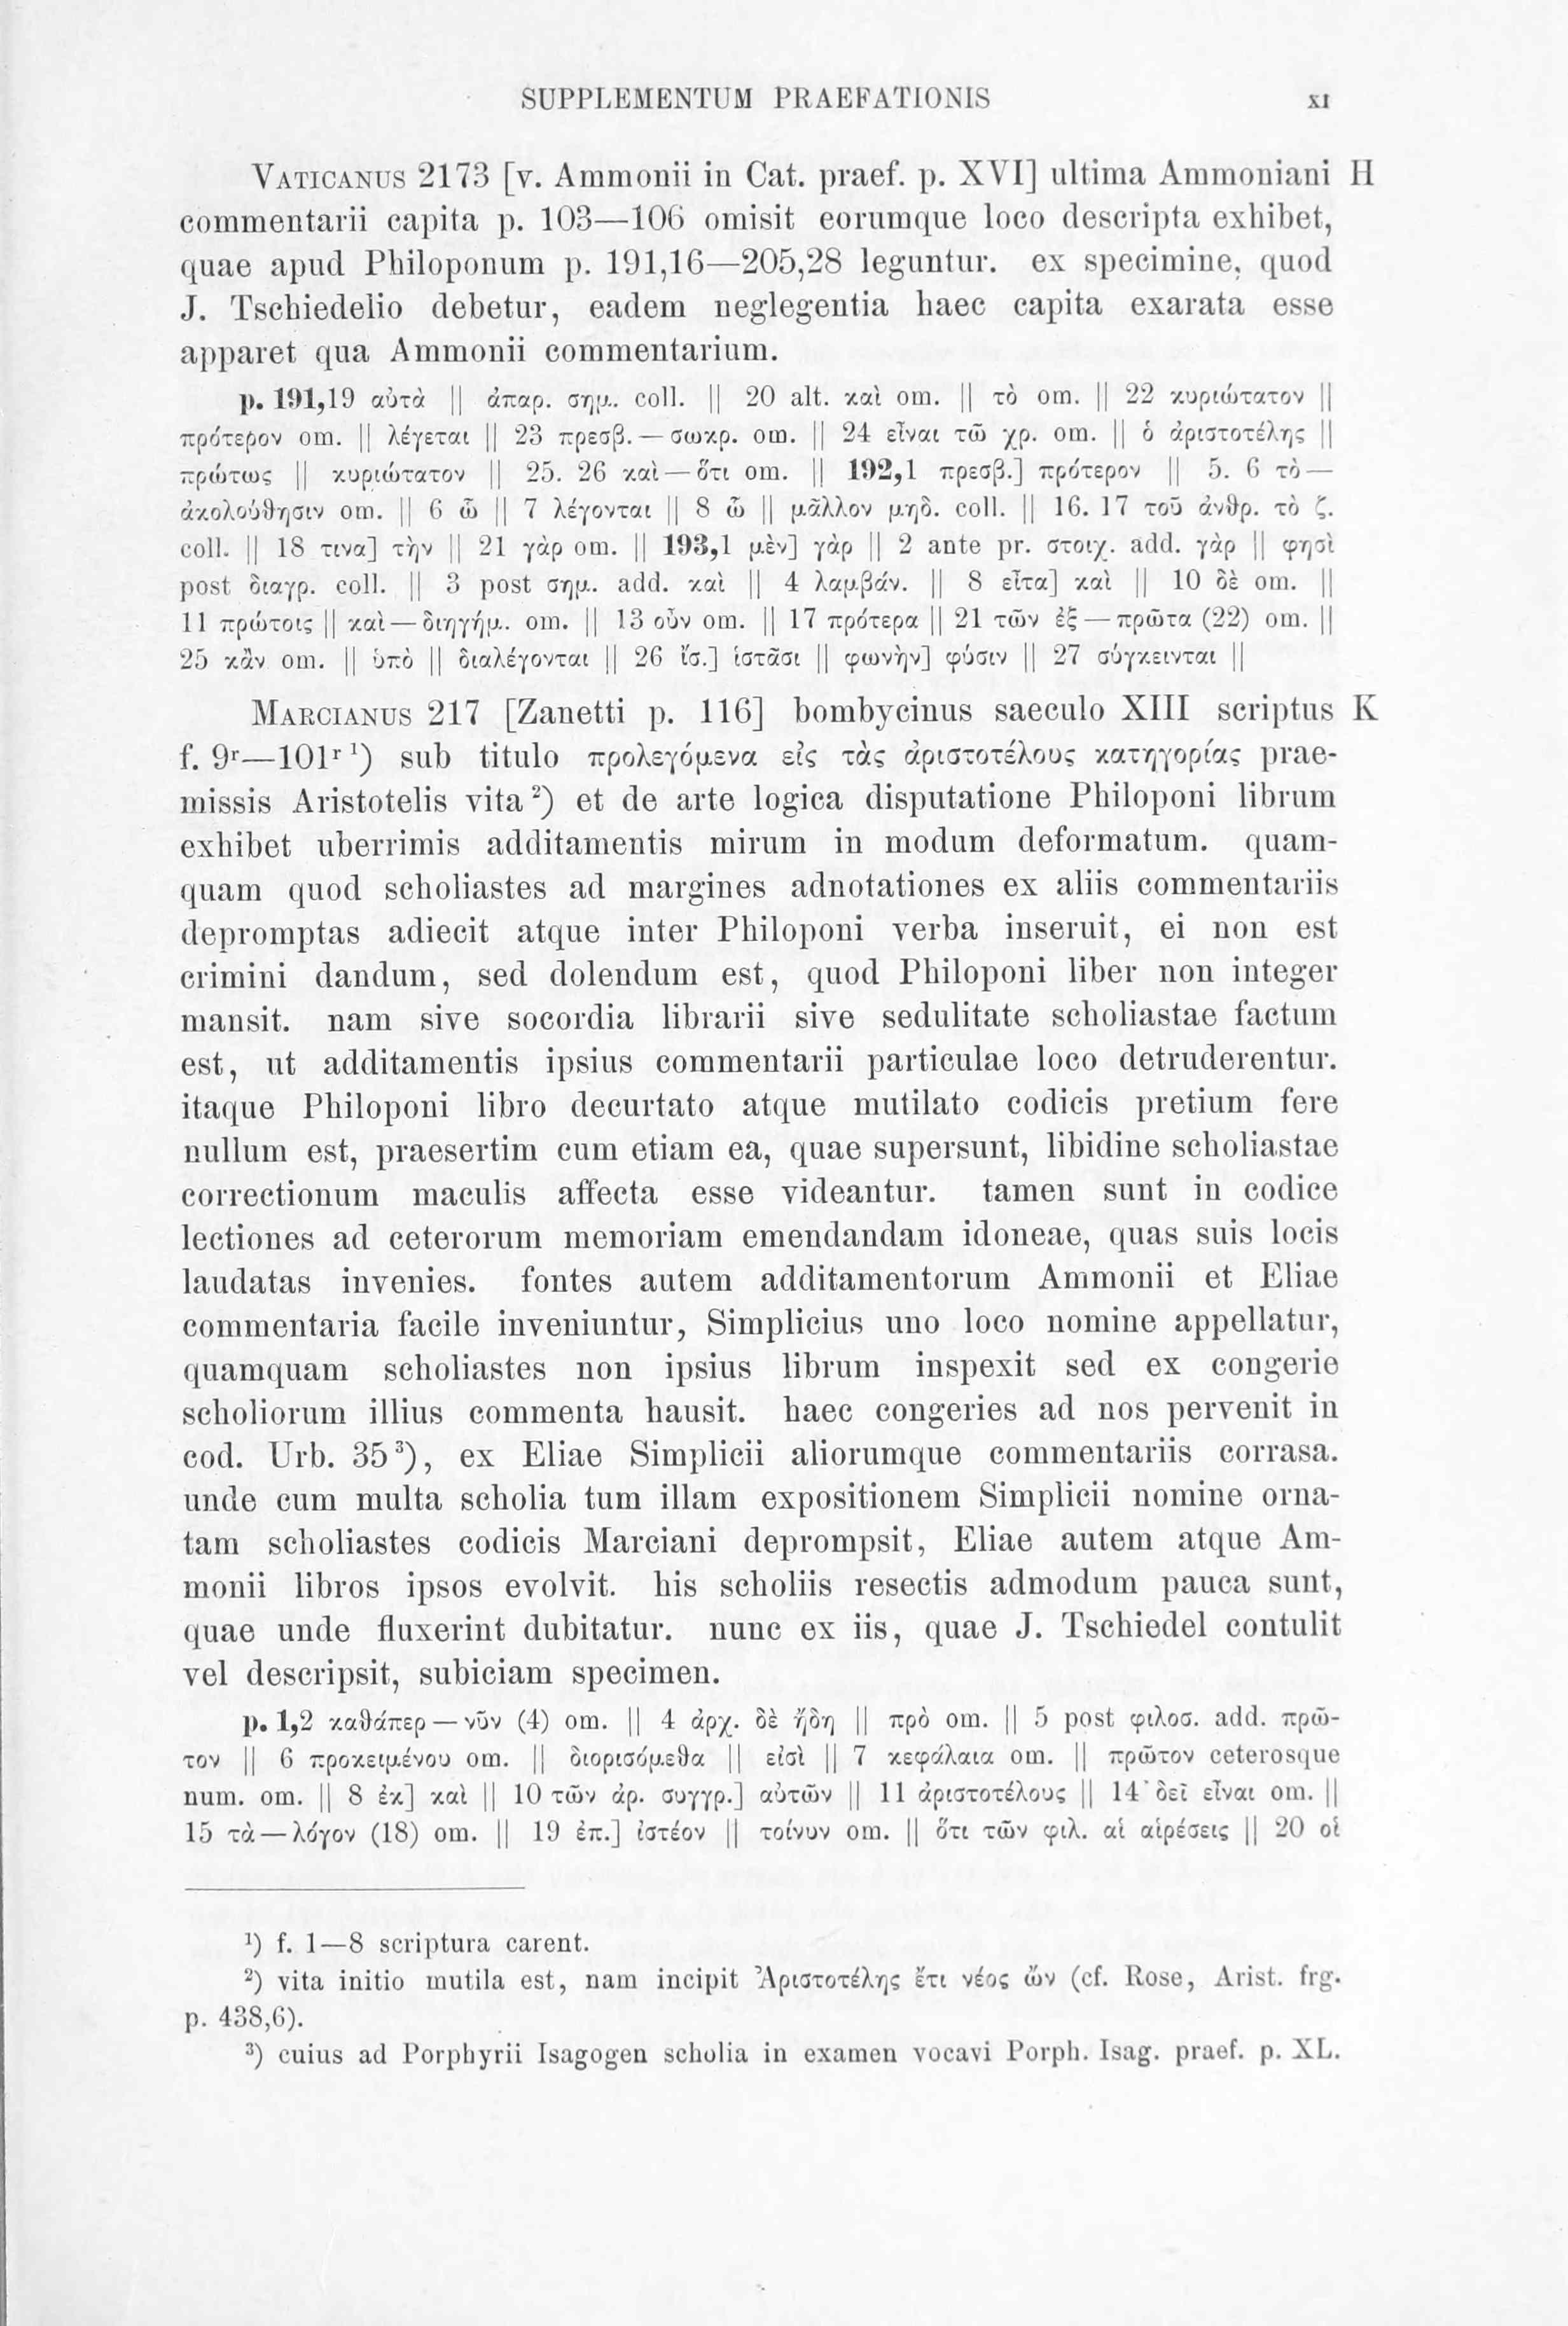 SUPPLEMENTUM PRAEFATIONIS XI
VATICANUS 2173 [v. Ammonii in Cat. praef. p. XVI] ultima Ammoniani H
commentarii capita p. 103—106 omisit eorumque loco descripta exhibet,
quae apud Philoponum p. 191,16—205,28 leguntur. ex specimine, quod
J. Tschiedelio debetur, eadem neglegentia haec capita exarata esse
apparet qua Ammonii commentarium.
p. 191,19 αὐτὰ || ἀπαρ. σημ. coll. || 20 alt. καὶ om. || τὸ om. || 22 κυριώτατον ||
πρότερον om. || λέγεται || 23 πρεσβ. — σωκρ. om. || 24 εἶναι τῶ χρ. om. || ὁ ἀριστοτέλης ||
πρώτως || κυριώτατον || 25. 26 καὶ — ὅτι om. || 192,1 πρεσβ.] πρότερον || 5. 6 τὸ —
ἀκολούθησιν om. || 6 ὦ || 7 λέγονται || 8 ὦ || μᾶλλον μηδ. coll. || 16. 17 τοῦ ἀνθρ. τὸ ζ.
coll. || 18 τινα] τὴν || 21 γὰρ om. || 193,1 μὲν] γὰρ || 2 ante pr. στοιχ. add. γὰρ || φησὶ
post διαγρ. coll. || 3 post σημ. add. καὶ || 4 λαμβάν. || 8 εἶτα] καὶ || 10 δὲ om. ||
11 πρώτοις || καὶ — διηγήμ. om. || 13 οὖν om. || 17 πρότερα || 21 τῶν ἐξ — πρῶτα (22) om. ||
25 κἂν om. || ὑπὸ || διαλέγονται || 26 ἴσ.] ἱστᾶσι || φωνὴν] φύσιν || 27 σύγκεινται ||
MARCIANUS 217 [Zanetti p. 116] bombycinus saeculo XIII scriptus K
f. 9r—101r ¹) sub titulo προλεγόμενα εἰς τὰς ἀριστοτέλους κατηγορίας prae-
missis Aristotelis vita ²) et de arte logica disputatione Philoponi librum
exhibet uberrimis additamentis mirum in modum deformatum. quam-
quam quod scholiastes ad margines adnotationes ex aliis commentariis
depromptas adiecit atque inter Philoponi verba inseruit, ei non est
crimini dandum, sed dolendum est, quod Philoponi liber non integer
mansit. nam sive socordia librarii sive sedulitate scholiastae factum
est, ut additamentis ipsius commentarii particulae loco detruderentur.
itaque Philoponi libro decurtato atque mutilato codicis pretium fere
nullum est, praesertim cum etiam ea, quae supersunt, libidine scholiastae
correctionum maculis affecta esse videantur. tamen sunt in codice
lectiones ad ceterorum memoriam emendandam idoneae, quas suis locis
laudatas invenies. fontes autem additamentorum Ammonii et Eliae
commentaria facile inveniuntur, Simplicius uno loco nomine appellatur,
quamquam scholiastes non ipsius librum inspexit sed ex congerie
scholiorum illius commenta hausit. haec congeries ad nos pervenit in
cod. Urb. 35 ³), ex Eliae Simplicii aliorumque commentariis corrasa.
unde cum multa scholia tum illam expositionem Simplicii nomine orna-
tam scholiastes codicis Marciani deprompsit, Eliae autem atque Am-
monii libros ipsos evolvit. his scholiis resectis admodum pauca sunt,
quae unde fluxerint dubitatur. nunc ex iis, quae J. Tschiedel contulit
vel descripsit, subiciam specimen.
p. 1,2 καθάπερ — νῦν (4) om. || 4 ἀρχ. δὲ ἤδη || πρὸ om. || 5 post φιλοσ. add. πρῶ-
τον || 6 προκειμένου om. || διορισόμεθα || εἰσὶ || 7 κεφάλαια om. || πρῶτον ceterosque
num. om. || 8 ἐκ] καὶ || 10 τῶν ἀρ. συγγρ.] αὐτῶν || 11 ἀριστοτέλους || 14 δεῖ εἶναι om. ||
15 τὰ — λόγον (18) om. || 19 ἐπ.] ἰστέον || τοίνυν om. || ὅτι τῶν φιλ. αἱ αἱρέσεις || 20 οἱ
¹) f. 1—8 scriptura carent.
²) vita initio mutila est, nam incipit Ἀριστοτέλης ἔτι νέος ὤν (cf. Rose, Arist. frg.
p. 438,6).
³) cuius ad Porphyrii Isagogen scholia in examen vocavi Porph. Isag. praef. p. XL.